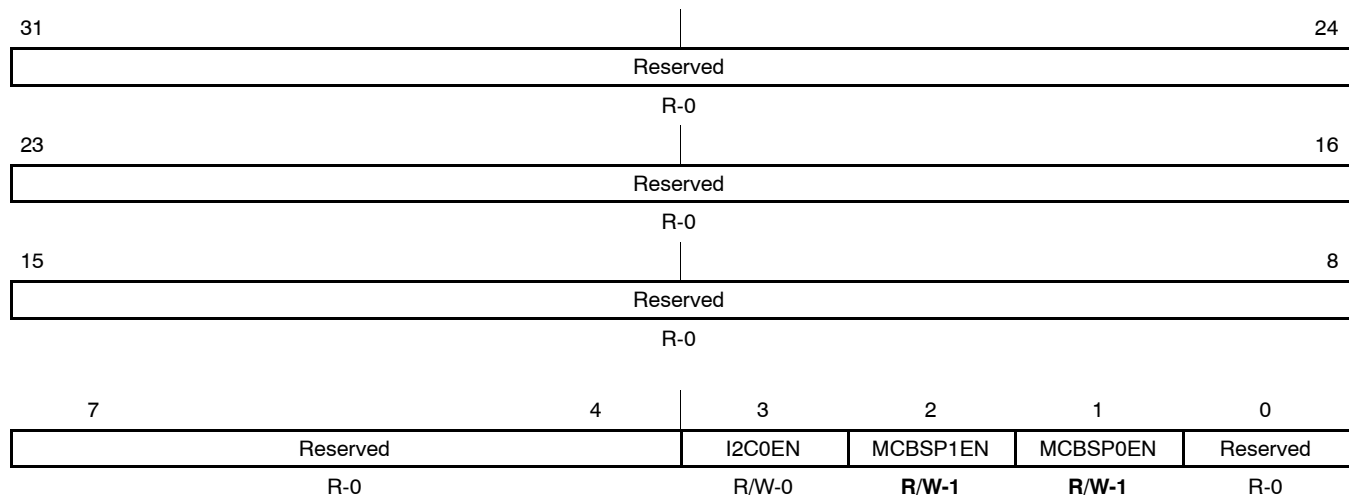 31 24
Reserved
R-0
23 16
Reserved
R-0
15 8
Reserved
R-0
7 4 3 2 1 0
Reserved I2C0EN MCBSP1EN MCBSP0EN Reserved
R-0 R/W-0 R/W-1 R/W-1 R-0